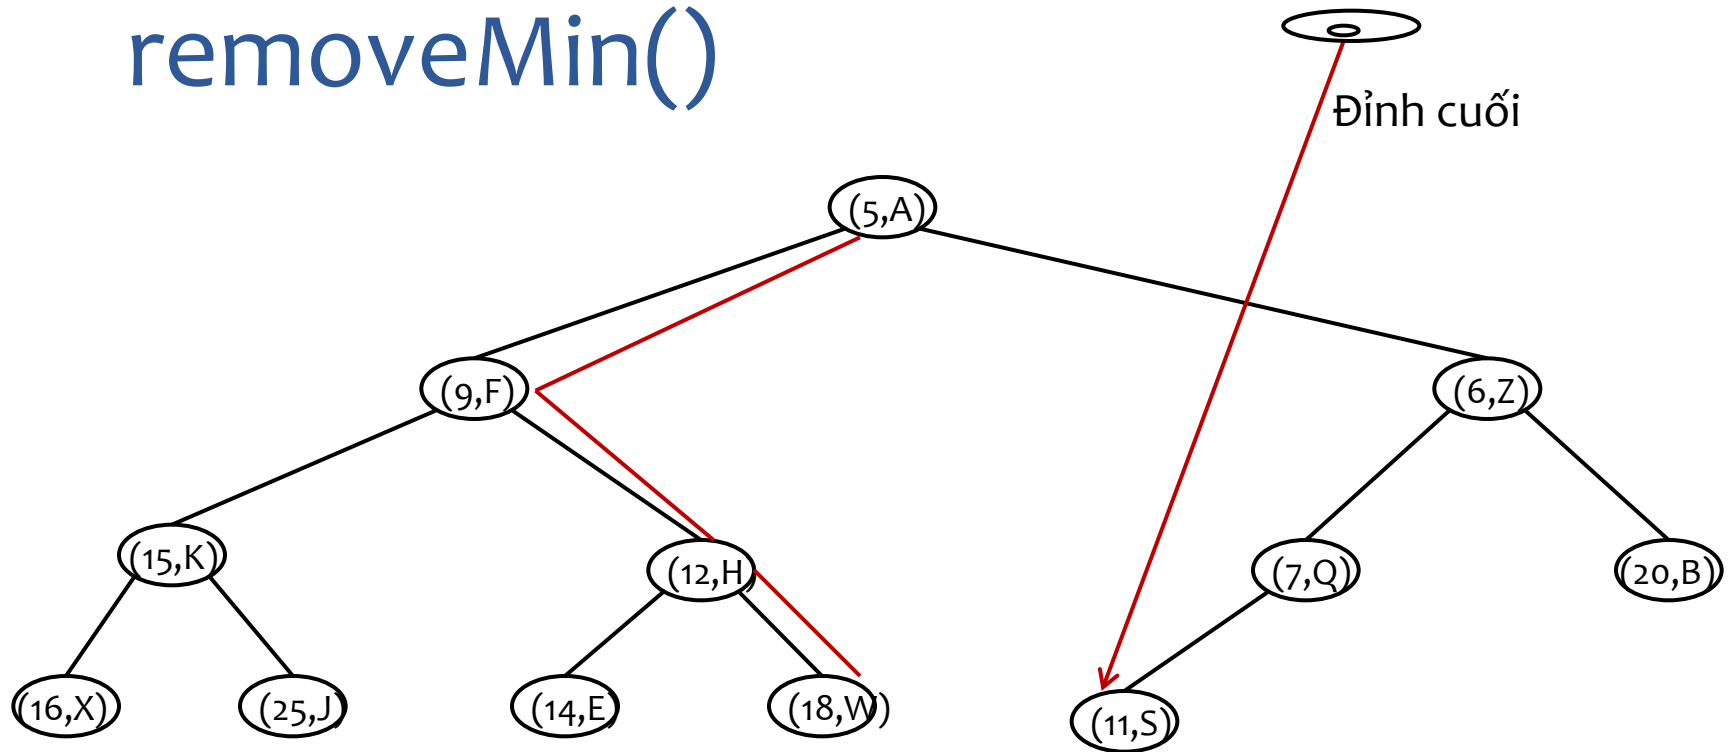 removeMin()
Đỉnh cuối
(5,A)
(9,F)
(6,Z)
(15,K)
(12,H)
(7,Q)
(20,B)
(16,X)
(25,J)
(14,E)
(18,W)
(11,S)